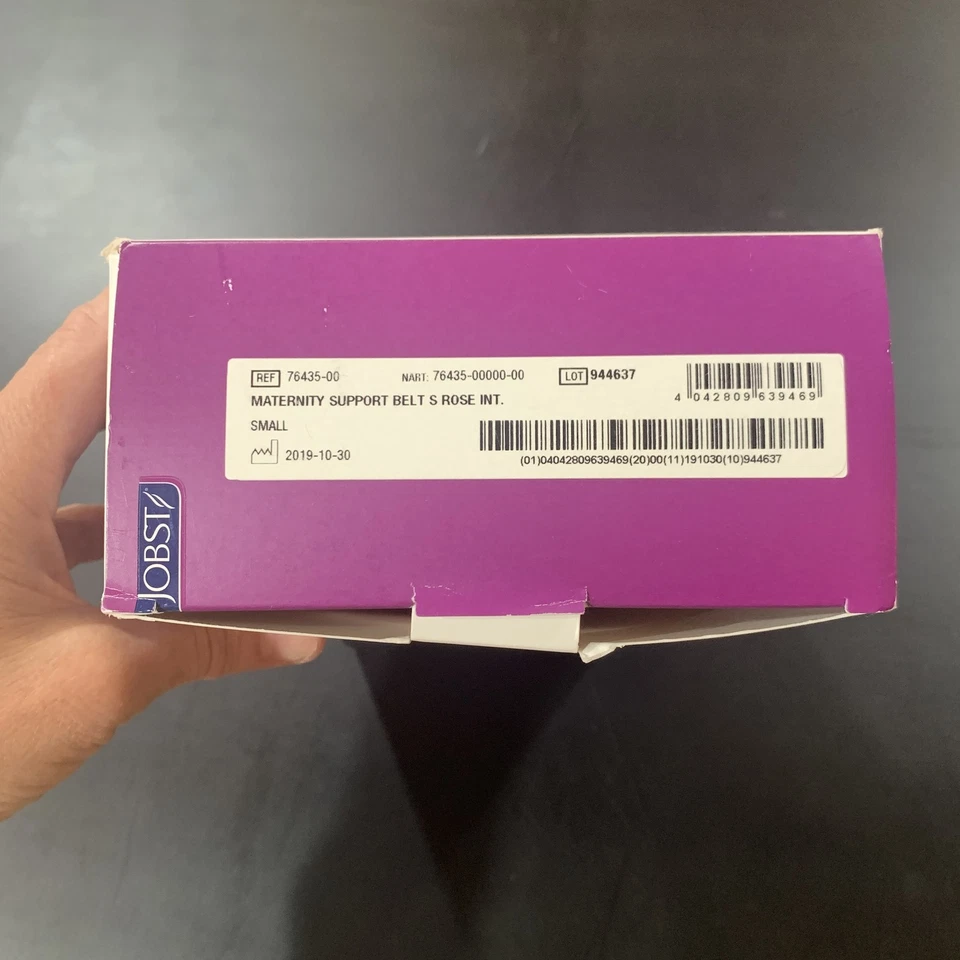 REF 76435-00 NART: 76435-00000-00 LOT 944637
MATERNITY SUPPORT BELT S ROSE INT.
SMALL
2019-10-30
4 042809 639469
(01)04042809639469(20)00(11)191030(10)944637
JOBST